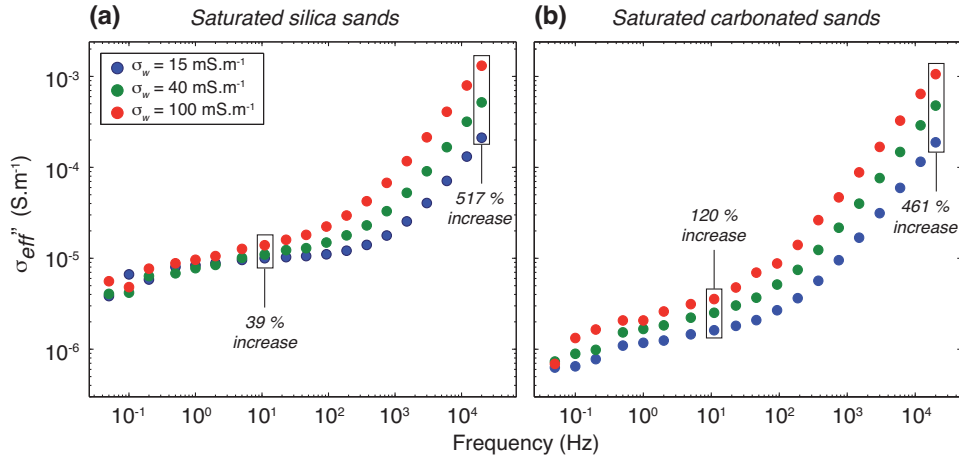 (a) Saturated silica sands
(b) Saturated carbonated sands
σw = 15 mS.m-1
σw = 40 mS.m-1
σw = 100 mS.m-1
σeff" (S.m-1)
10-3
10-4
10-5
10-6
39 %
increase
517 %
increase
120 %
increase
461 %
increase
10-1 100 101 102 103 104
10-1 100 101 102 103 104
Frequency (Hz)